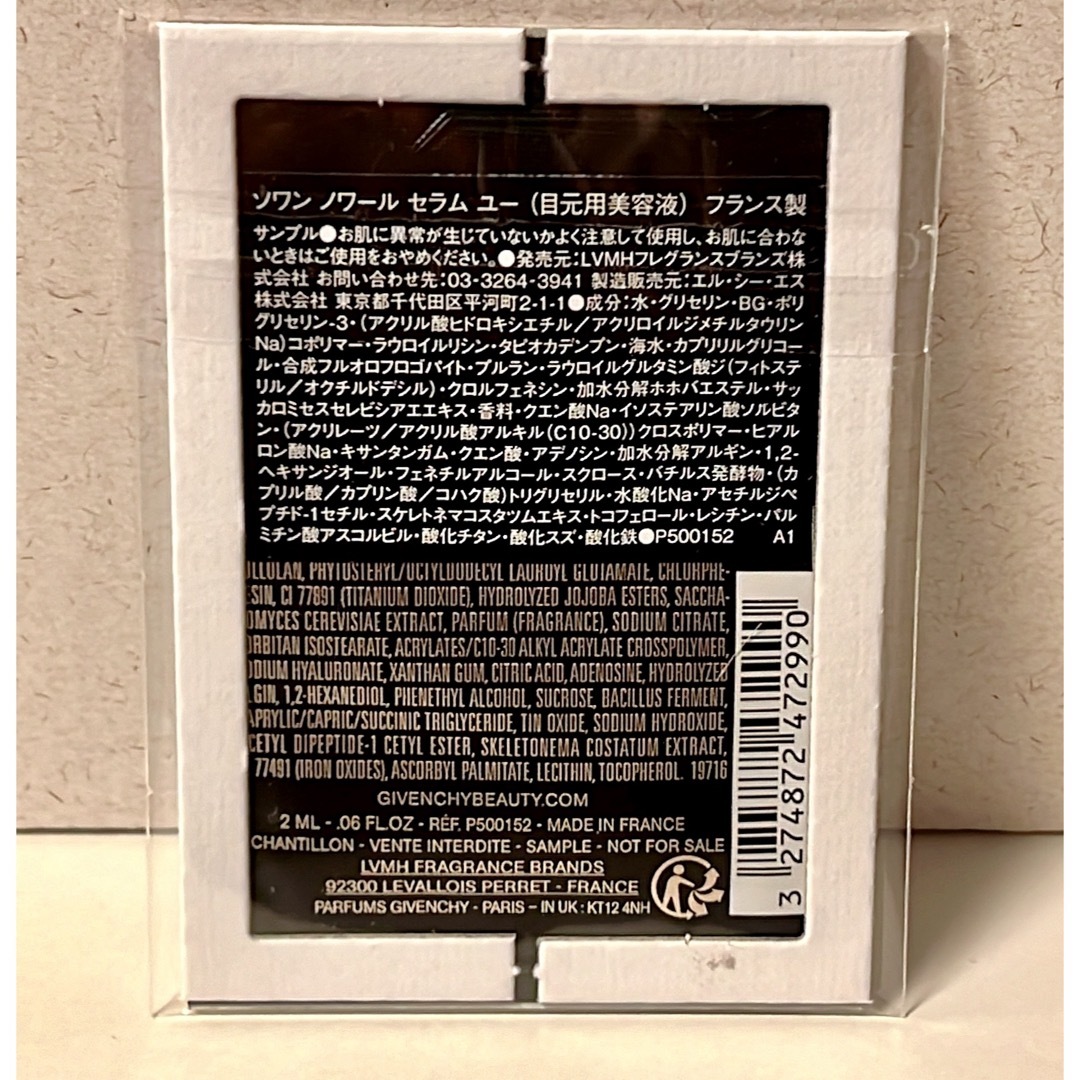 ソワン ノワール セラム ユー（目元用美容液） フランス製
サンプル●お肌に異常が生じていないかよく注意して使用し、お肌に合わな
いときはご使用をおやめください。●発売元:LVMHフレグランスブランズ株
式会社 お問い合わせ先:03-3264-3941 製造販売元:エル・シー・エス
株式会社 東京都千代田区平河町2-1-1●成分:水・グリセリン・BG・ポリ
グリセリン-3・（アクリル酸ヒドロキシエチル／アクリロイルジメチルタウリン
Na）コポリマー・ラウロイルリシン・タピオカデンプン・海水・カプリリルグリコー
ル・合成フルオロフロゴパイト・プルラン・ラウロイルグルタミン酸ジ（フィトステ
リル／オクチルドデシル）・クロルフェネシン・加水分解ホホバエステル・サッ
カロミセスセレビシアエエキス・香料・クエン酸Na・イソステアリン酸ソルビタ
ン・（アクリレーツ／アクリル酸アルキル（C10-30））クロスポリマー・ヒアル
ロン酸Na・キサンタンガム・クエン酸・アデノシン・加水分解アルギン・1,2-
ヘキサンジオール・フェネチルアルコール・スクロース・バチルス発酵物・（カ
プリル酸／カプリン酸／コハク酸）トリグリセリル・水酸化Na・アセチルジペ
プチド-1セチル・スケレトネマコスタツムエキス・トコフェロール・レシチン・パル
ミチン酸アスコルビル・酸化チタン・酸化スズ・酸化鉄●P500152 A1
PHYTOSTERYL/OCTYLDODECYL LAUROYL GLUTAMATE, CHLORPHE-
SIN, CI 77891 (TITANIUM DIOXIDE), HYDROLYZED JOJOBA ESTERS, SACCHA-
OMYCES CEREVISIAE EXTRACT, PARFUM (FRAGRANCE), SODIUM CITRATE,
ORBITAN ISOSTEARATE, ACRYLATES/C10-30 ALKYL ACRYLATE CROSSPOLYMER,
ODIUM HYALURONATE, XANTHAN GUM, CITRIC ACID, ADENOSINE, HYDROLYZED
GIN, 1,2-HEXANEDIOL, PHENETHYL ALCOHOL, SUCROSE, BACILLUS FERMENT,
APRYLIC/CAPRIC/SUCCINIC TRIGLYCERIDE, TIN OXIDE, SODIUM HYDROXIDE,
CETYL DIPEPTIDE-1 CETYL ESTER, SKELETONEMA COSTATUM EXTRACT,
77491 (IRON OXIDES), ASCORBYL PALMITATE, LECITHIN, TOCOPHEROL. 19716
GIVENCHYBEAUTY.COM
2 ML - .06 FL.OZ - RÉF. P500152 - MADE IN FRANCE
CHANTILLON - VENTE INTERDITE - SAMPLE - NOT FOR SALE
LVMH FRAGRANCE BRANDS
92300 LEVALLOIS PERRET - FRANCE
PARFUMS GIVENCHY - PARIS - IN UK : KT12 4NH
3 274872 472990